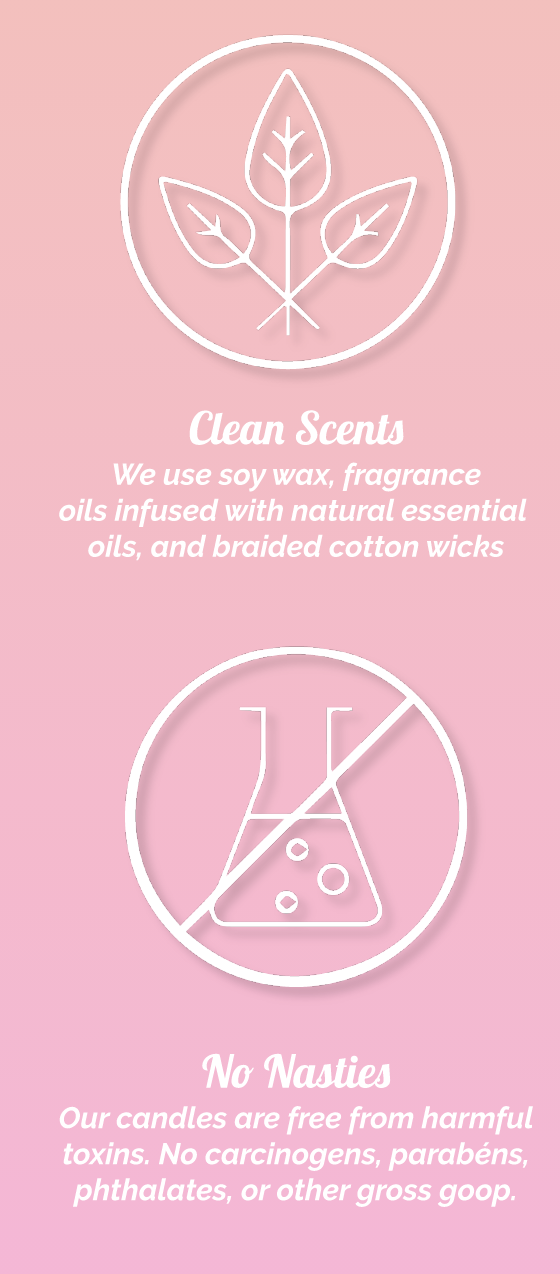 Clean Scents
We use soy wax, fragrance
oils infused with natural essential
oils, and braided cotton wicks
No Nasties
Our candles are free from harmful
toxins. No carcinogens, parabéns,
phthalates, or other gross goop.